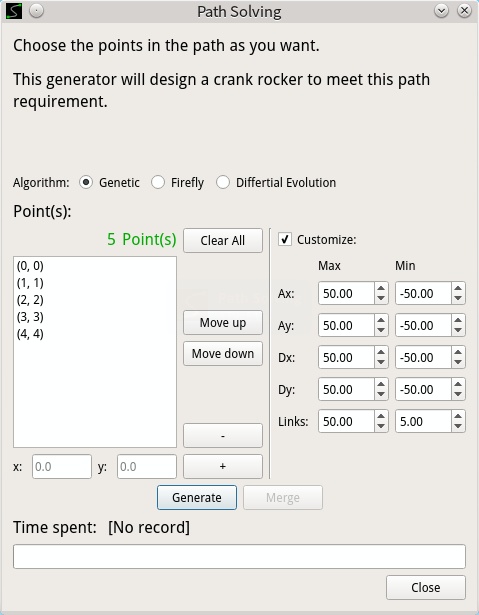 Path Solving
Choose the points in the path as you want.
This generator will design a crank rocker to meet this path
requirement.
Algorithm: Genetic Firefly Differtial Evolution
Point(s):
5 Point(s) Clear All
(0, 0)
(1, 1)
(2, 2)
(3, 3)
(4, 4)
Move up
Move down
-
x: 0.0 y: 0.0 +
Customize:
Max Min
Ax: 50.00 -50.00
Ay: 50.00 -50.00
Dx: 50.00 -50.00
Dy: 50.00 -50.00
Links: 50.00 5.00
Generate Merge
Time spent: [No record]
Close